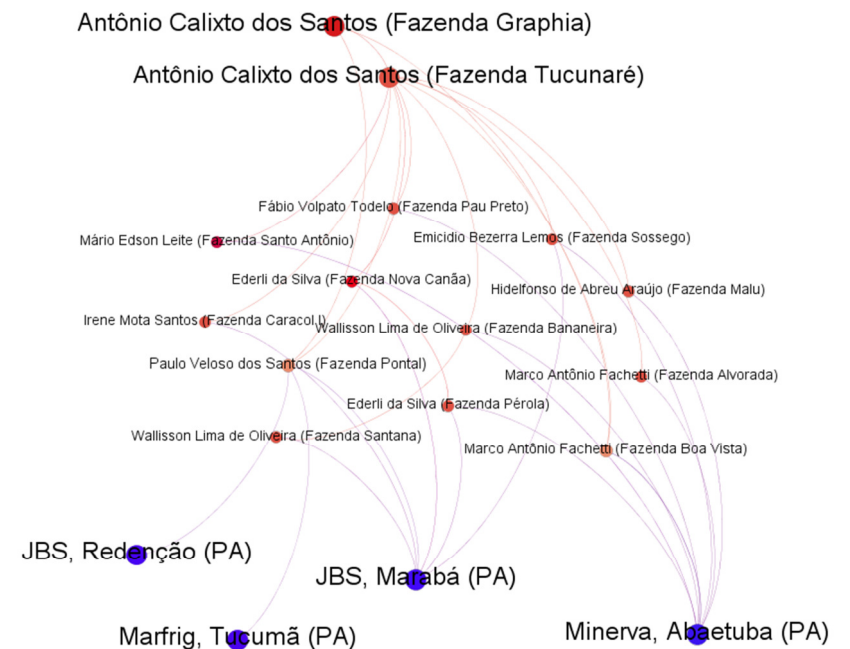 Antônio Calixto dos Santos (Fazenda Graphia)
Antônio Calixto dos Santos (Fazenda Tucunaré)
Fábio Volpato Todelo (Fazenda Pau Preto)
Mário Edson Leite (Fazenda Santo Antônio)
Emicidio Bezerra Lemos (Fazenda Sossego)
Ederli da Silva (Fazenda Nova Canãa)
Hidelfonso de Abreu Araújo (Fazenda Malu)
Irene Mota Santos (Fazenda Caracol I)
Wallisson Lima de Oliveira (Fazenda Bananeira)
Paulo Veloso dos Santos (Fazenda Pontal)
Marco Antônio Fachetti (Fazenda Alvorada)
Ederli da Silva (Fazenda Pérola)
Wallisson Lima de Oliveira (Fazenda Santana)
Marco Antônio Fachetti (Fazenda Boa Vista)
JBS, Redenção (PA)
JBS, Marabá (PA)
Marfrig, Tucumã (PA)
Minerva, Abaetuba (PA)